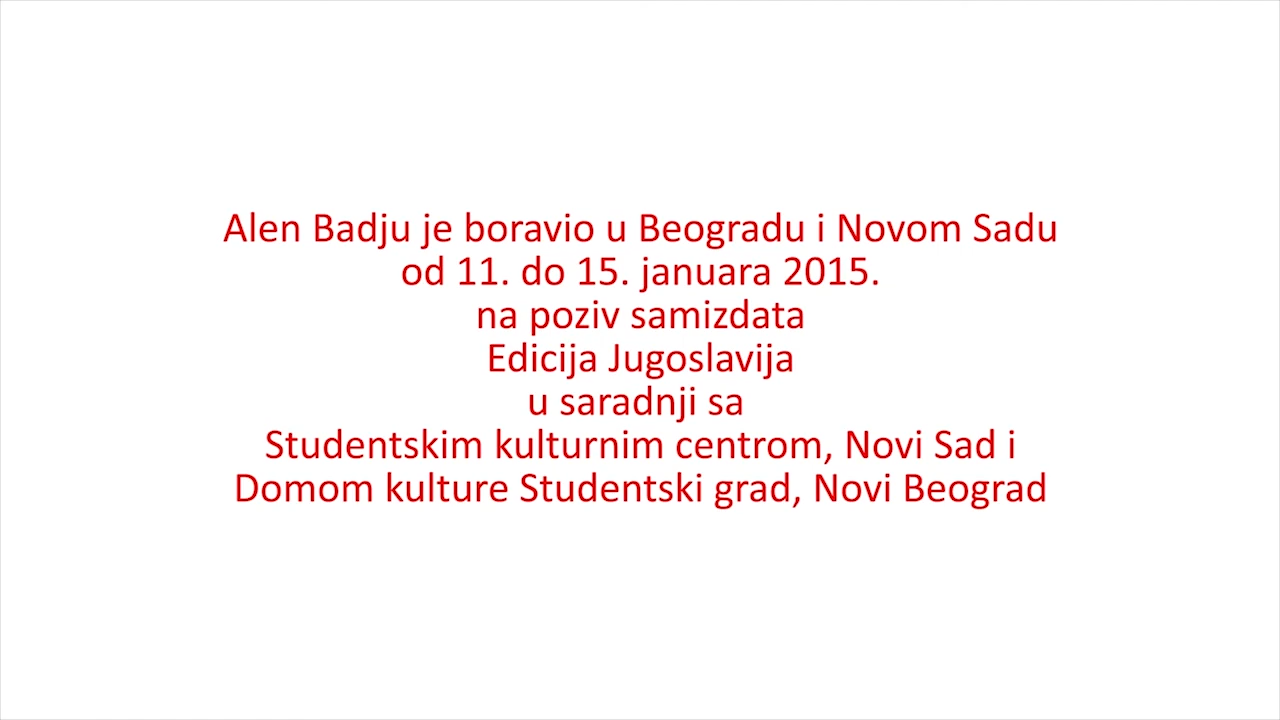 Alen Badju je boravio u Beogradu i Novom Sadu
od 11. do 15. januara 2015.
na poziv samizdata
Edicija Jugoslavija
u saradnji sa
Studentskim kulturnim centrom, Novi Sad i
Domom kulture Studentski grad, Novi Beograd